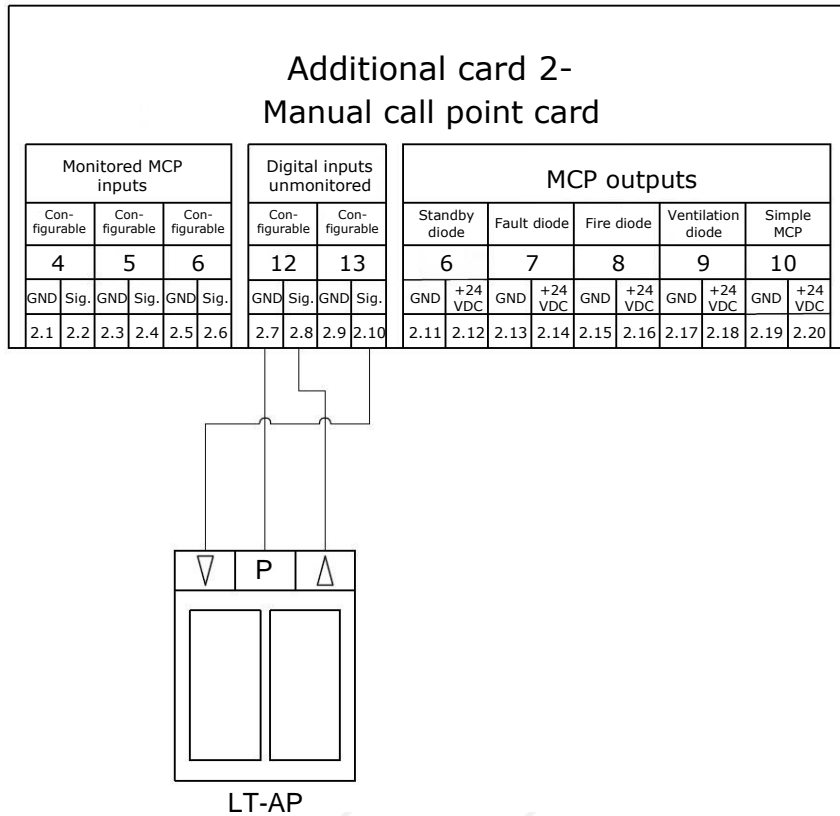 Additional card 2-
Manual call point card
Monitored MCP
inputs
Digital inputs
unmonitored
MCP outputs
Con-
figurable
Con-
figurable
Con-
figurable
Con-
figurable
Con-
figurable
Standby
diode
Fault diode
Fire diode
Ventilation
diode
Simple
MCP
4 5 6 12 13 6 7 8 9 10
GND Sig. GND Sig. GND Sig. GND Sig. GND Sig. GND +24 VDC GND +24 VDC GND +24 VDC GND +24 VDC GND +24 VDC
2.1 2.2 2.3 2.4 2.5 2.6 2.7 2.8 2.9 2.10 2.11 2.12 2.13 2.14 2.15 2.16 2.17 2.18 2.19 2.20
P
LT-AP